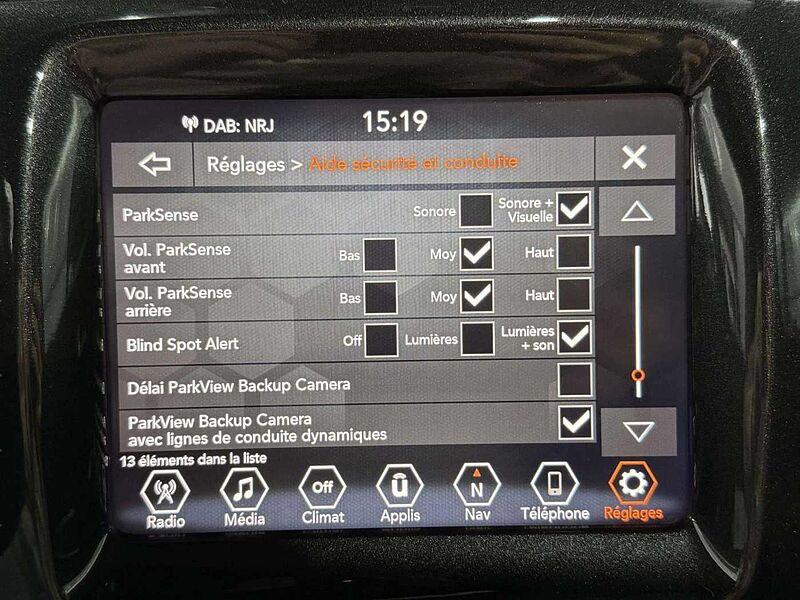 DAB: NRJ 15:19
Réglages > Aide sécurité et conduite
ParkSense Sonore Sonore +
Visuelle
Vol. ParkSense
avant Bas Moy Haut
Vol. ParkSense
arrière Bas Moy Haut
Blind Spot Alert Off Lumières Lumières
+ son
Délai ParkView Backup Camera
ParkView Backup Camera
avec lignes de conduite dynamiques
13 éléments dans la liste
Off û N
Radio Média Climat Applis Nav Téléphone Réglages